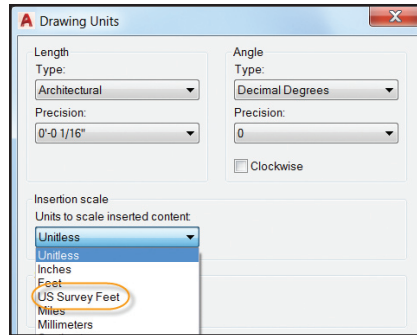 Drawing Units
Length
Type:
Architectural
Precision:
0'-0 1/16"
Angle
Type:
Decimal Degrees
Precision:
0
Clockwise
Insertion scale
Units to scale inserted content:
Unitless
Unitless
Inches
Feet
US Survey Feet
Miles
Millimeters